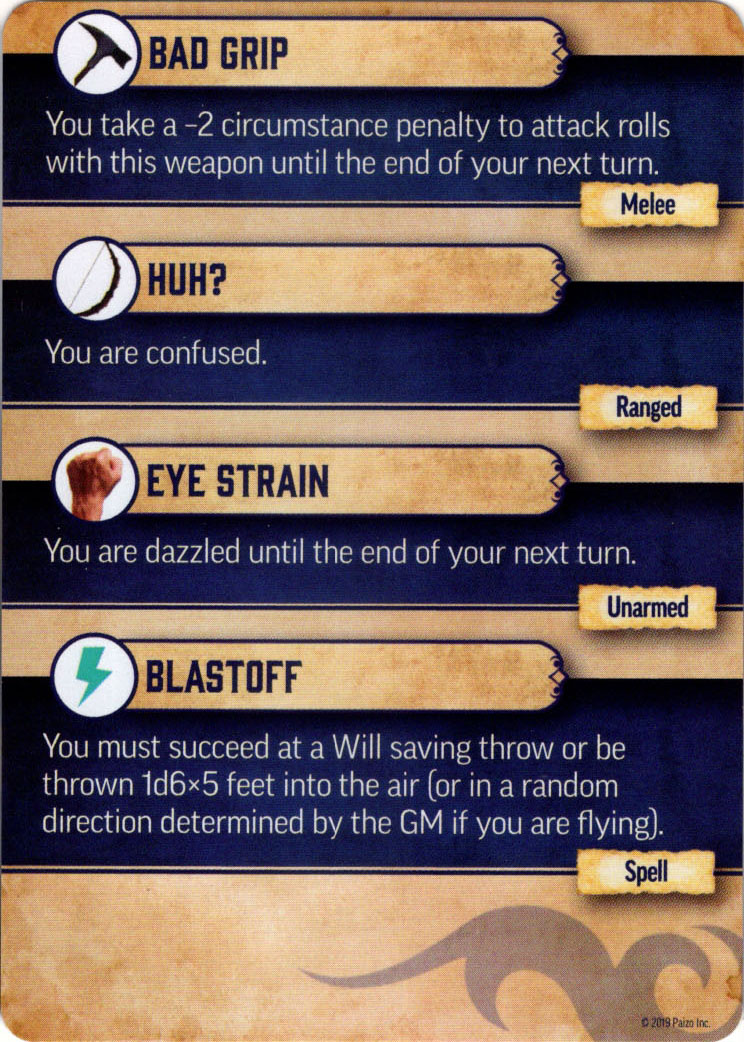 BAD GRIP
You take a –2 circumstance penalty to attack rolls
with this weapon until the end of your next turn.
Melee
HUH?
You are confused.
Ranged
EYE STRAIN
You are dazzled until the end of your next turn.
Unarmed
BLASTOFF
You must succeed at a Will saving throw or be
thrown 1d6×5 feet into the air (or in a random
direction determined by the GM if you are flying).
Spell
© 2019 Paizo Inc.